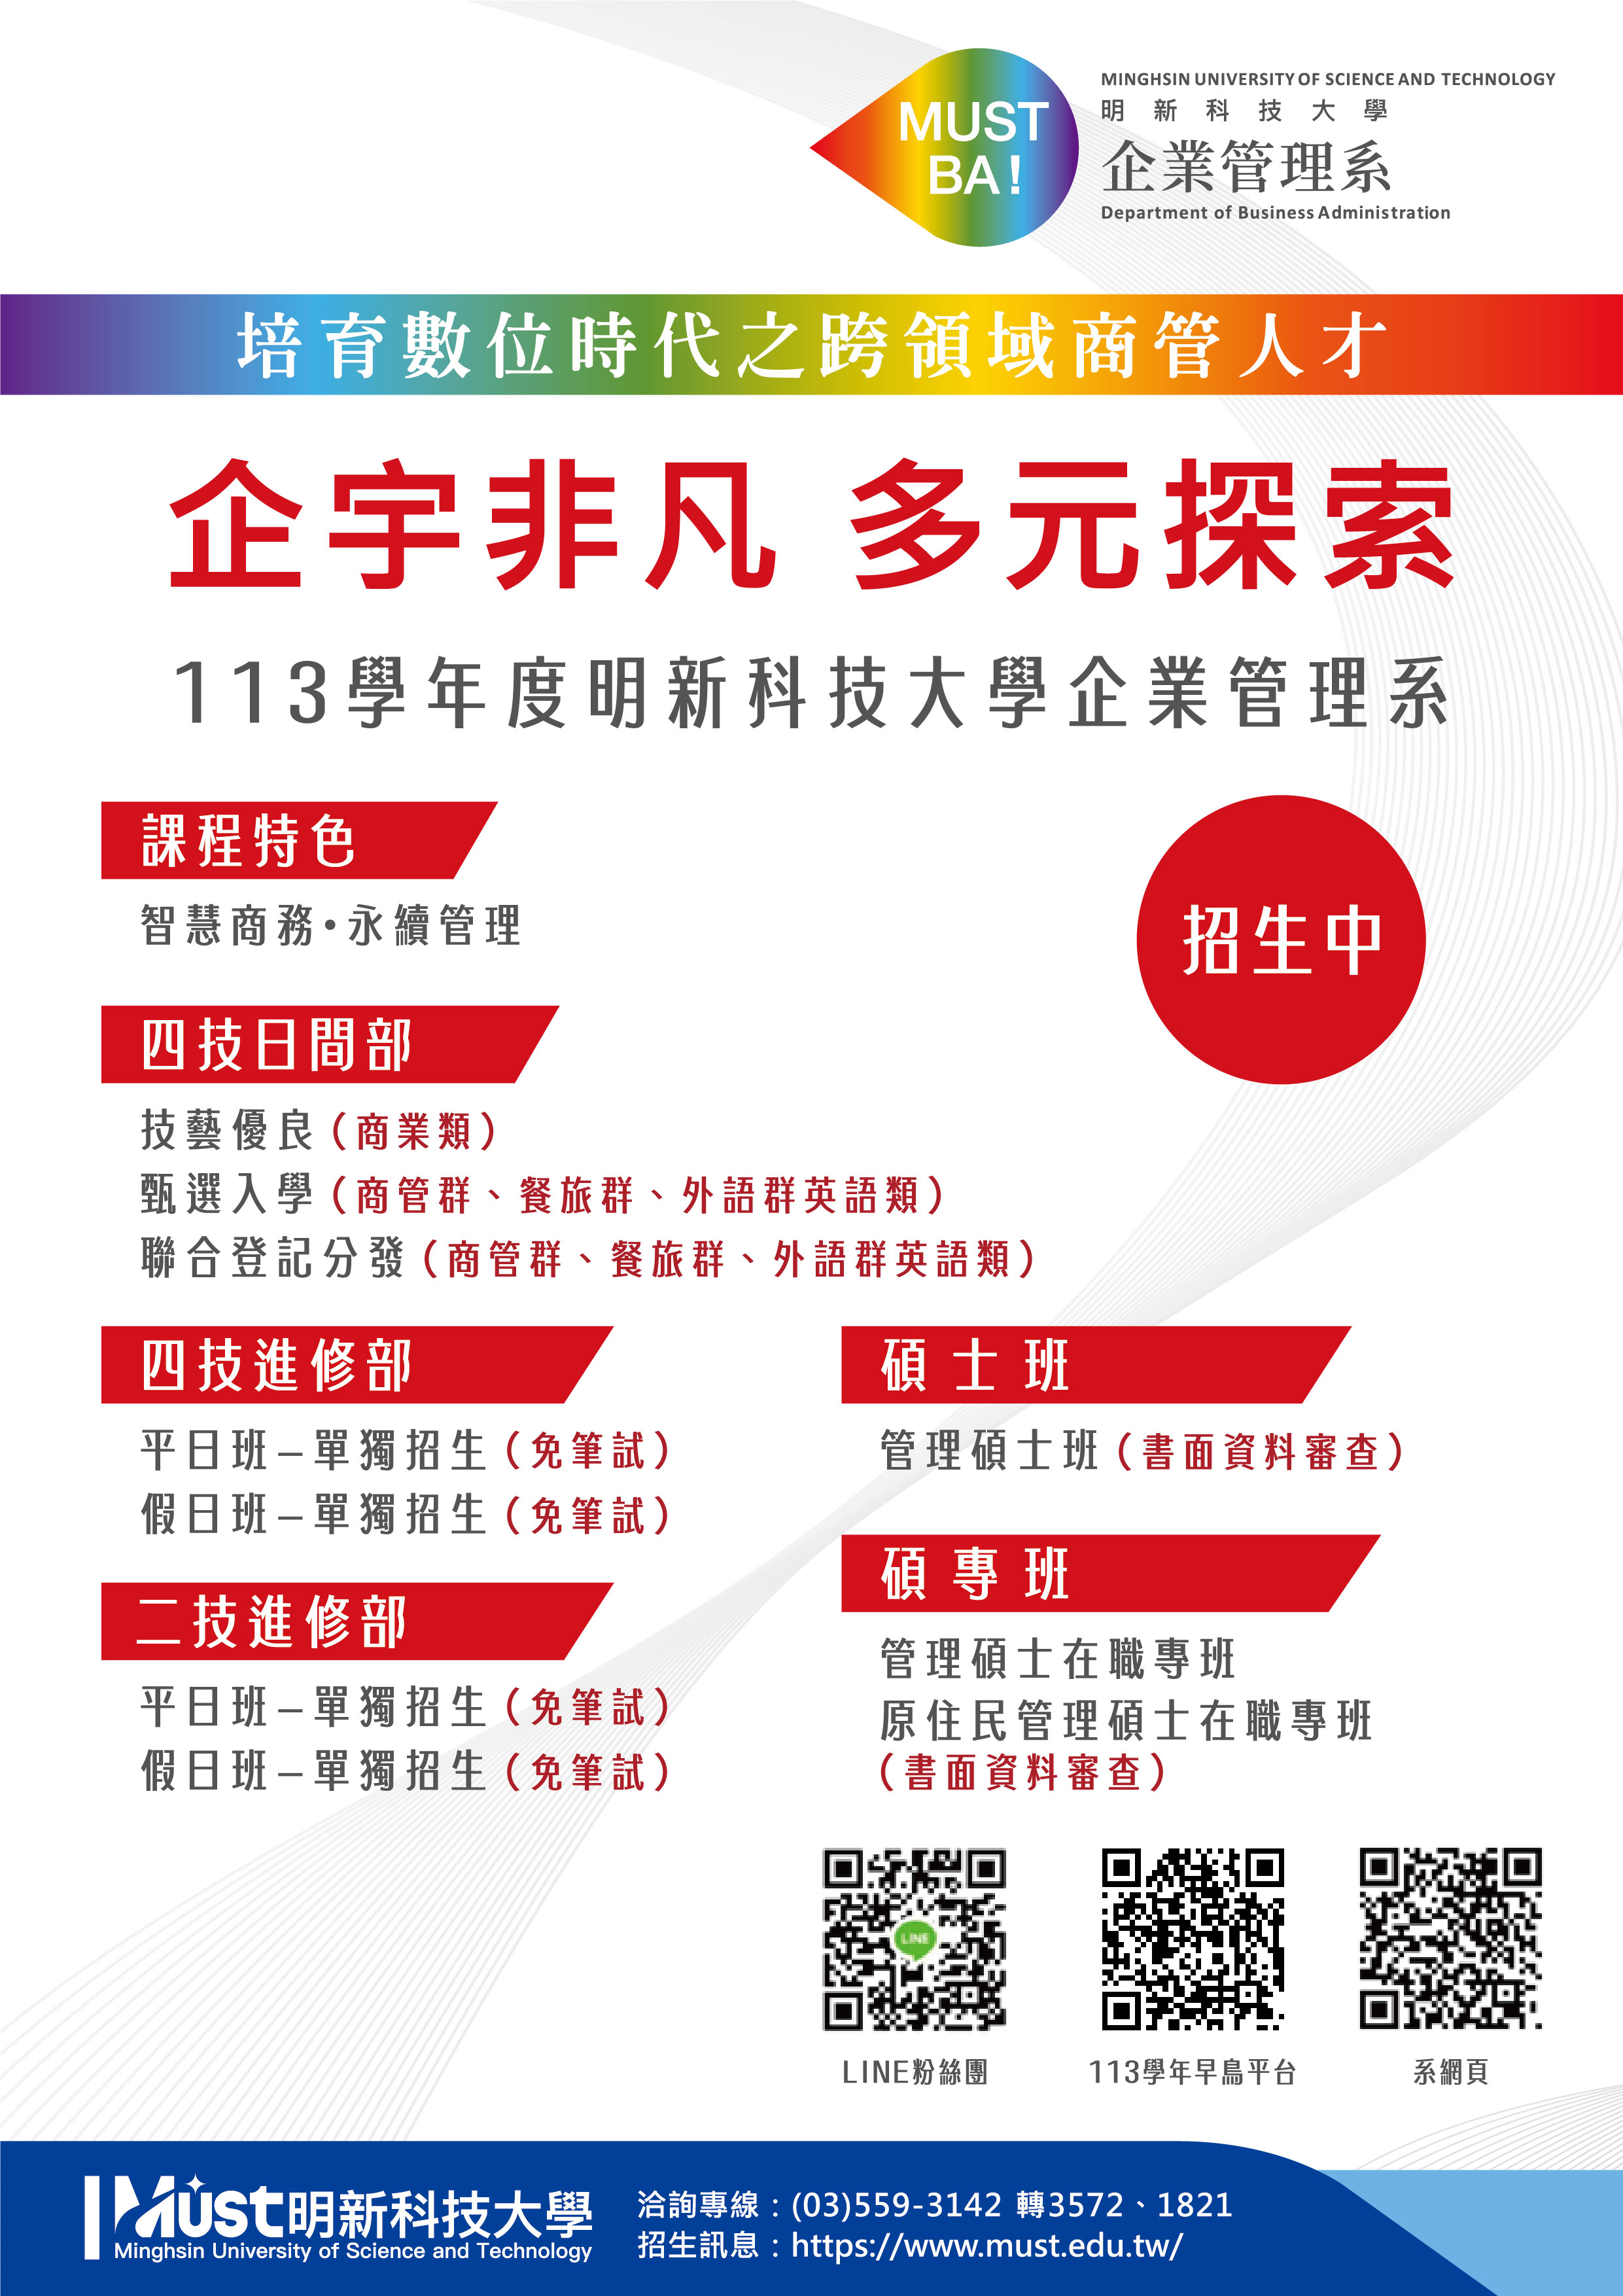 MUST
BA!
MINGHSIN UNIVERSITY OF SCIENCE AND TECHNOLOGY
明新科技大學
企業管理系
Department of Business Administration
培育數位時代之跨領域商管人才
企宇非凡 多元探索
113學年度明新科技大學企業管理系
課程特色
智慧商務•永續管理
招生中
四技日間部
技藝優良(商業類)
甄選入學(商管群、餐旅群、外語群英語類)
聯合登記分發(商管群、餐旅群、外語群英語類)
四技進修部
平日班–單獨招生(免筆試)
假日班–單獨招生(免筆試)
二技進修部
平日班–單獨招生(免筆試)
假日班–單獨招生(免筆試)
碩士班
管理碩士班(書面資料審查)
碩專班
管理碩士在職專班
原住民管理碩士在職專班
(書面資料審查)
LINE
LINE粉絲團
113學年早鳥平台
系網頁
Must明新科技大學
Minghsin University of Science and Technology
洽詢專線：(03)559-3142 轉3572、1821
招生訊息：https://www.must.edu.tw/